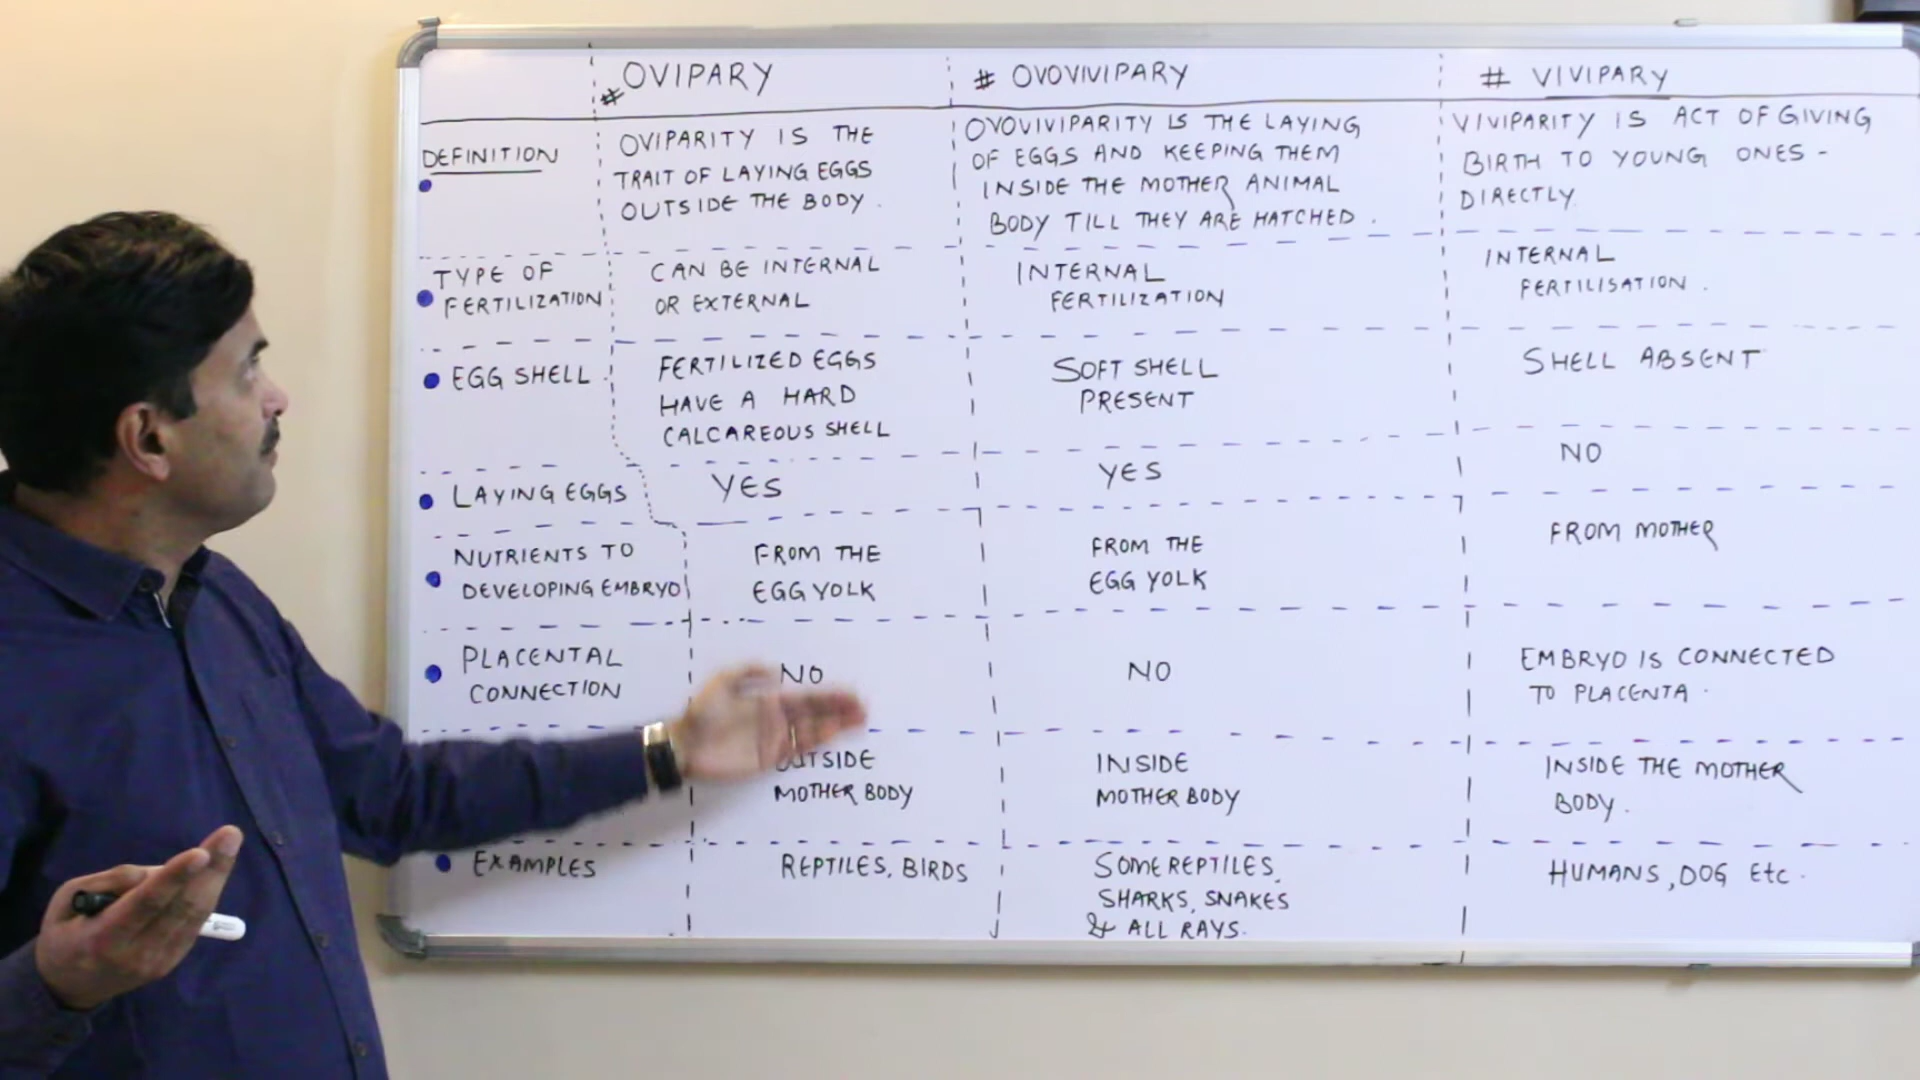 # OVIPARY
# OVOVIVIPARY
# VIVIPARY
DEFINITION
OVIPARITY IS THE
TRAIT OF LAYING EGGS
OUTSIDE THE BODY.
OVOVIVIPARITY IS THE LAYING
OF EGGS AND KEEPING THEM
INSIDE THE MOTHER ANIMAL
BODY TILL THEY ARE HATCHED.
VIVIPARITY IS ACT OF GIVING
BIRTH TO YOUNG ONES -
DIRECTLY.
TYPE OF
FERTILIZATION
CAN BE INTERNAL
OR EXTERNAL
INTERNAL
FERTILIZATION
INTERNAL
FERTILISATION.
EGG SHELL.
FERTILIZED EGGS
HAVE A HARD
CALCAREOUS SHELL
SOFT SHELL
PRESENT
SHELL ABSENT
LAYING EGGS
YES
YES
NO
NUTRIENTS TO
DEVELOPING EMBRYO
FROM THE
EGG YOLK
FROM THE
EGG YOLK
FROM MOTHER
PLACENTAL
CONNECTION
NO
NO
EMBRYO IS CONNECTED
TO PLACENTA.
OUTSIDE
MOTHER BODY
INSIDE
MOTHER BODY
INSIDE THE MOTHER
BODY.
EXAMPLES
REPTILES, BIRDS
SOME REPTILES,
SHARKS, SNAKES
& ALL RAYS.
HUMANS, DOG Etc.